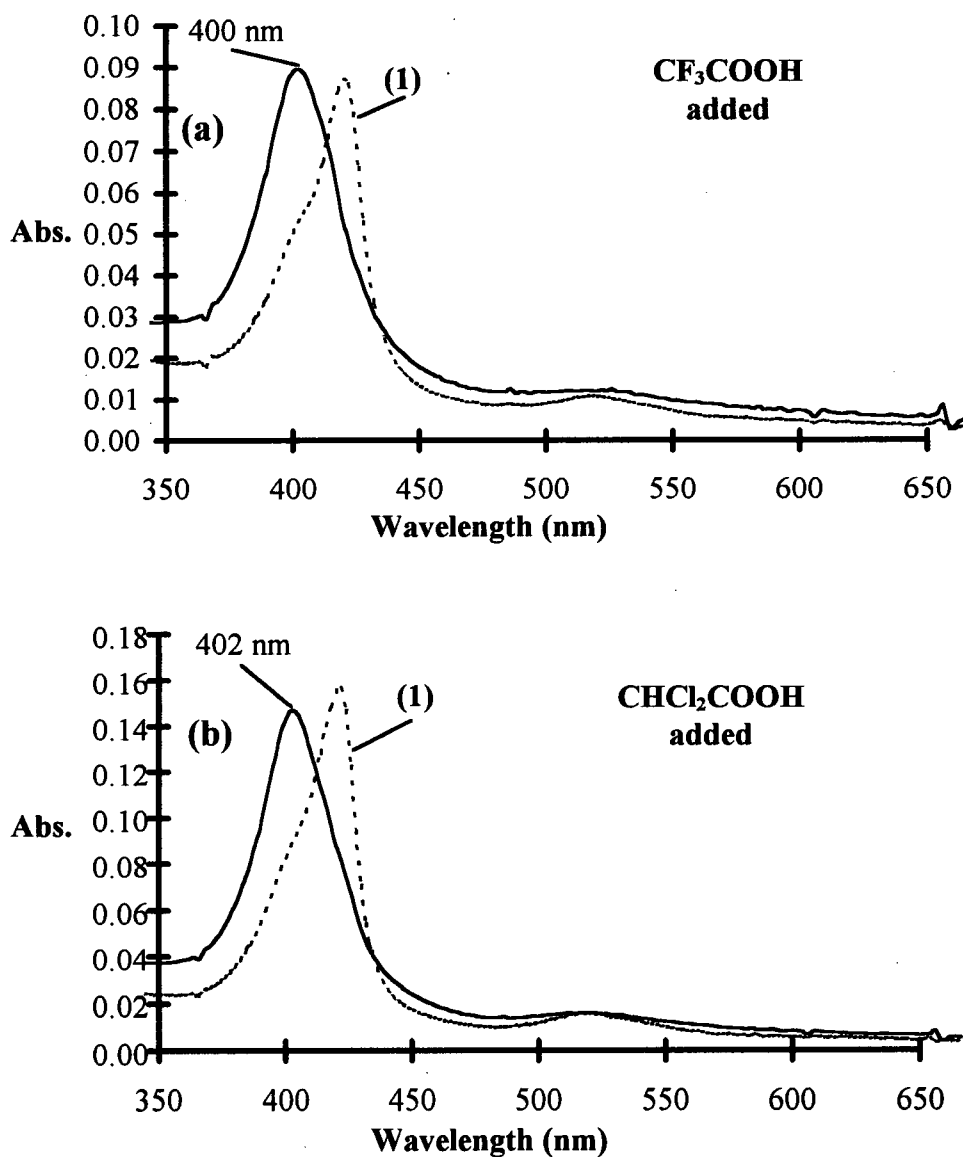 0.10
400 nm
0.09
(1)
CF₃COOH
added
0.08
(a)
0.07
0.06
Abs. 0.05
0.04
0.03
0.02
0.01
0.00
350 400 450 500 550 600 650
Wavelength (nm)
0.18
402 nm
0.16
(1)
CHCl₂COOH
added
0.14
(b)
0.12
Abs. 0.10
0.08
0.06
0.04
0.02
0.00
350 400 450 500 550 600 650
Wavelength (nm)